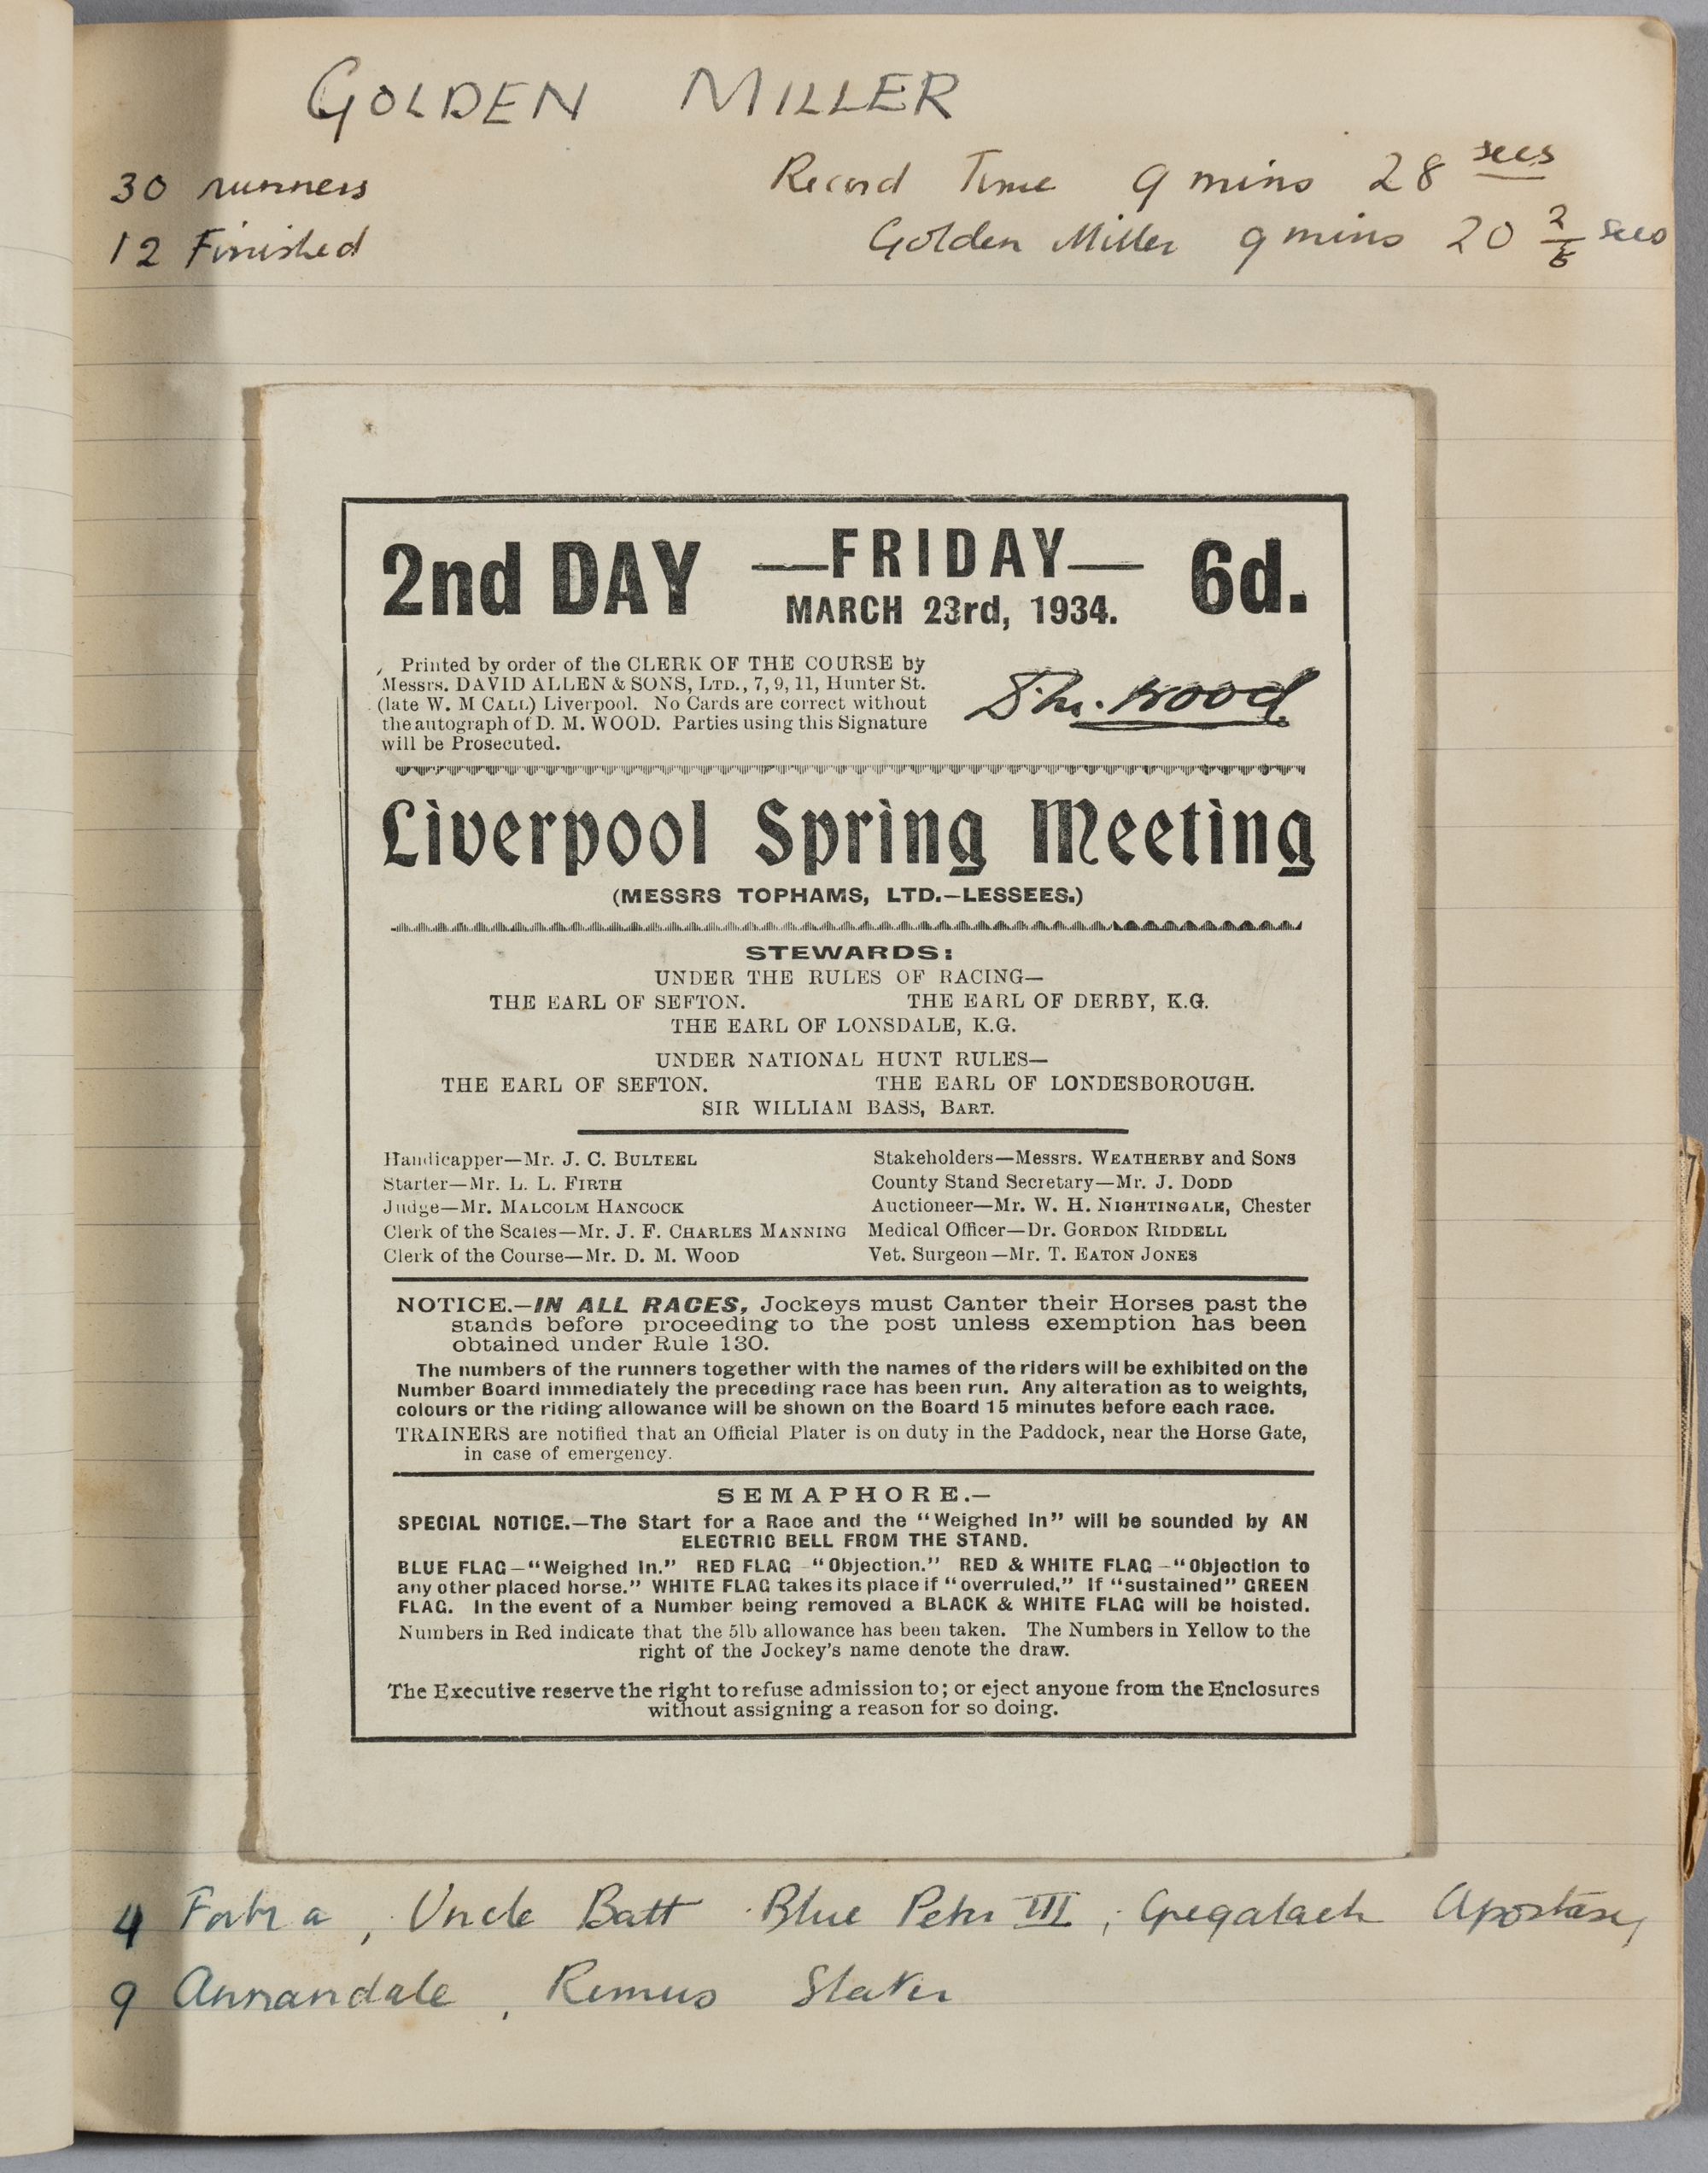 GOLDEN MILLER
30 runners
Record Time 9 mins 28 secs
12 Finished
Golden Miller 9 mins 20 2/5 secs
2nd DAY —FRIDAY— 6d.
MARCH 23rd, 1934.
Printed by order of the CLERK OF THE COURSE by
Messrs. DAVID ALLEN & SONS, LTD., 7, 9, 11, Hunter St.
(late W. M CALL) Liverpool. No Cards are correct without
the autograph of D. M. WOOD. Parties using this Signature
will be Prosecuted.
D. M. Wood
Liverpool Spring Meeting
(MESSRS TOPHAMS, LTD.—LESSEES.)
STEWARDS:
UNDER THE RULES OF RACING—
THE EARL OF SEFTON. THE EARL OF DERBY, K.G.
THE EARL OF LONSDALE, K.G.
UNDER NATIONAL HUNT RULES—
THE EARL OF SEFTON. THE EARL OF LONDESBOROUGH.
SIR WILLIAM BASS, BART.
Handicapper—Mr. J. C. BULTEEL
Starter—Mr. L. L. FIRTH
Judge—Mr. MALCOLM HANCOCK
Clerk of the Scales—Mr. J. F. CHARLES MANNING
Clerk of the Course—Mr. D. M. WOOD
Stakeholders—Messrs. WEATHERBY and SONS
County Stand Secretary—Mr. J. DODD
Auctioneer—Mr. W. H. NIGHTINGALE, Chester
Medical Officer—Dr. GORDON RIDDELL
Vet. Surgeon—Mr. T. EATON JONES
NOTICE.—IN ALL RACES, Jockeys must Canter their Horses past the
stands before proceeding to the post unless exemption has been
obtained under Rule 130.
The numbers of the runners together with the names of the riders will be exhibited on the
Number Board immediately the preceding race has been run. Any alteration as to weights,
colours or the riding allowance will be shown on the Board 15 minutes before each race.
TRAINERS are notified that an Official Plater is on duty in the Paddock, near the Horse Gate,
in case of emergency.
SEMAPHORE.—
SPECIAL NOTICE.—The Start for a Race and the "Weighed In" will be sounded by AN
ELECTRIC BELL FROM THE STAND.
BLUE FLAG—"Weighed In." RED FLAG—"Objection." RED & WHITE FLAG—"Objection to
any other placed horse." WHITE FLAG takes its place if "overruled," If "sustained" GREEN
FLAG. In the event of a Number being removed a BLACK & WHITE FLAG will be hoisted.
Numbers in Red indicate that the 5lb allowance has been taken. The Numbers in Yellow to the
right of the Jockey's name denote the draw.
The Executive reserve the right to refuse admission to; or eject anyone from the Enclosures
without assigning a reason for so doing.
4 Forbra, Uncle Batt Blue Peter III, Gregalach Apostasy
9 Annandale, Remus Slater